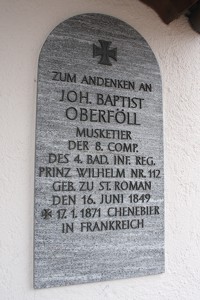 ZUM ANDENKEN AN
JOH. BAPTIST
OBERFÖLL
MUSKETIER
DER 8. COMP.
DES 4. BAD. INF. REG.
PRINZ WILHELM NR. 112
GEB. ZU ST. ROMAN
DEN 16. JUNI 1849
✠ 17. 1. 1871 CHENEBIER
IN FRANKREICH